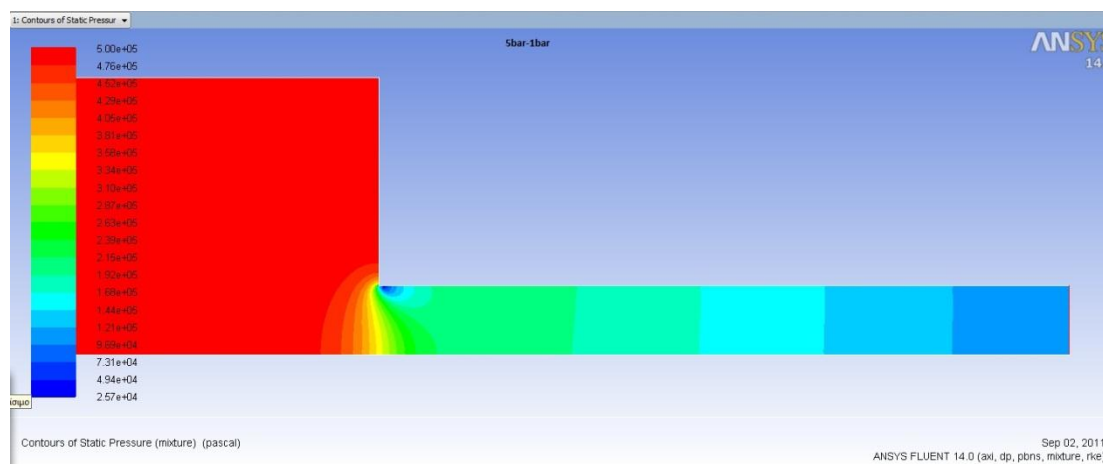 1: Contours of Static Pressur
5bar-1bar
ANSYS
14
5.00e+05
4.76e+05
4.52e+05
4.29e+05
4.05e+05
3.81e+05
3.58e+05
3.34e+05
3.10e+05
2.87e+05
2.63e+05
2.39e+05
2.15e+05
1.92e+05
1.68e+05
1.44e+05
1.21e+05
9.69e+04
7.31e+04
4.94e+04
2.57e+04
Contours of Static Pressure (mixture) (pascal)
Sep 02, 2011
ANSYS FLUENT 14.0 (axi, dp, pbns, mixture, rke)